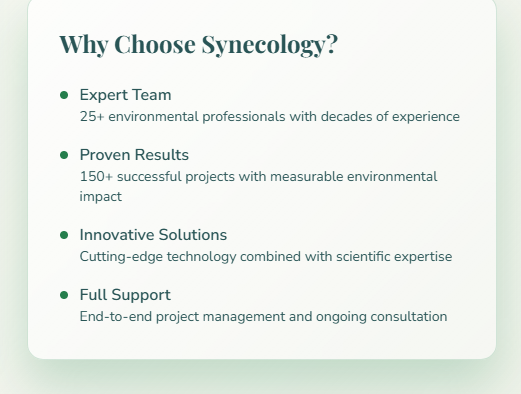 Why Choose Synecology?
Expert Team
25+ environmental professionals with decades of experience
Proven Results
150+ successful projects with measurable environmental
impact
Innovative Solutions
Cutting-edge technology combined with scientific expertise
Full Support
End-to-end project management and ongoing consultation